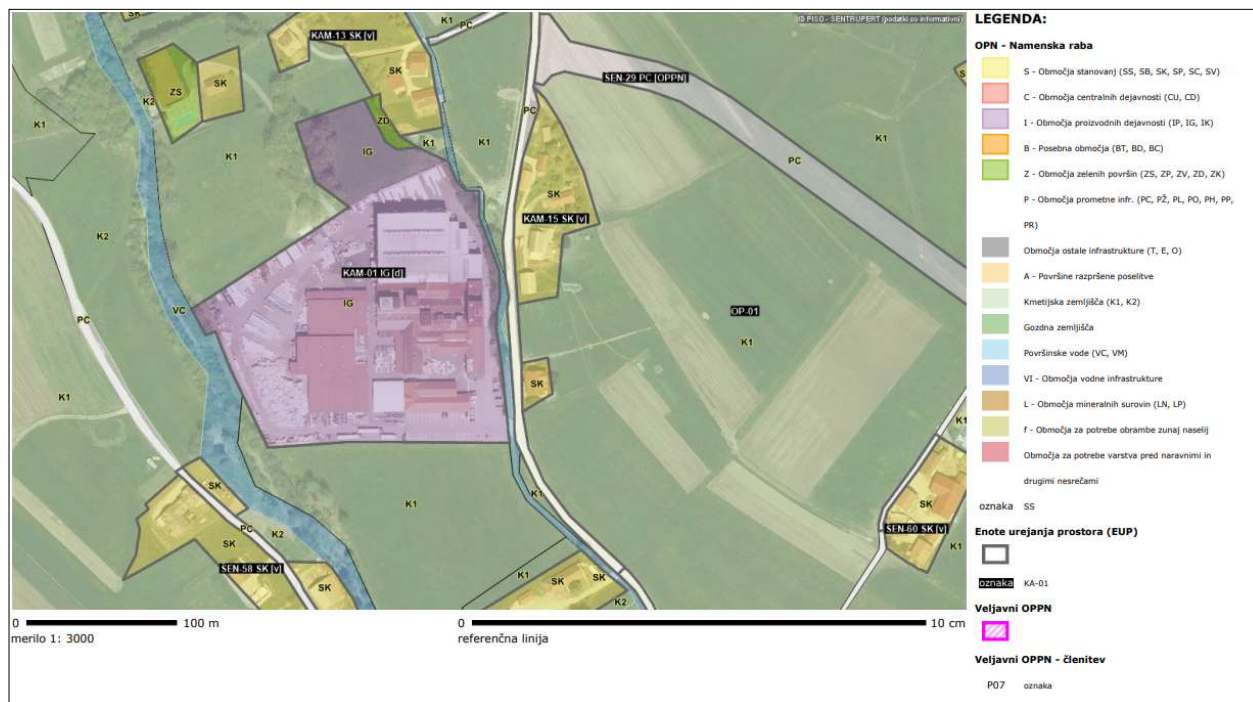 © PISO - SENTRUPERT (podatki so informativni)
SK
KAM-13 SK [v]
PC
K1
SEN-29 PC [OPPN]
SK
SK
ZS
K2
PC
ZD
K1
K1
K1
K1
IG
K1
PC
SK
KAM-15 SK [v]
K2
KAM-01 IG [d]
IG
VC
PC
OP-01
K1
SK
K1
K1
SK
K1
K1
SK
SEN-60 SK [v]
PC
K2
SK
K1
SEN-58 SK [v]
SK
K1
SK
SK
K2
0 100 m
merilo 1: 3000
0 10 cm
referenčna linija
LEGENDA:
OPN - Namenska raba
S - Območja stanovanj (SS, SB, SK, SP, SC, SV)
C - Območja centralnih dejavnosti (CU, CD)
I - Območja proizvodnih dejavnosti (IP, IG, IK)
B - Posebna območja (BT, BD, BC)
Z - Območja zelenih površin (ZS, ZP, ZV, ZD, ZK)
P - Območja prometne infr. (PC, PŽ, PL, PO, PH, PP,
PR)
Območja ostale infrastrukture (T, E, O)
A - Površine razpršene poselitve
Kmetijska zemljišča (K1, K2)
Gozdna zemljišča
Površinske vode (VC, VM)
VI - Območja vodne infrastrukture
L - Območja mineralnih surovin (LN, LP)
f - Območja za potrebe obrambe zunaj naselij
Območja za potrebe varstva pred naravnimi in
drugimi nesrečami
oznaka SS
Enote urejanja prostora (EUP)
oznaka KA-01
Veljavni OPPN
Veljavni OPPN - členitev
P07 oznaka